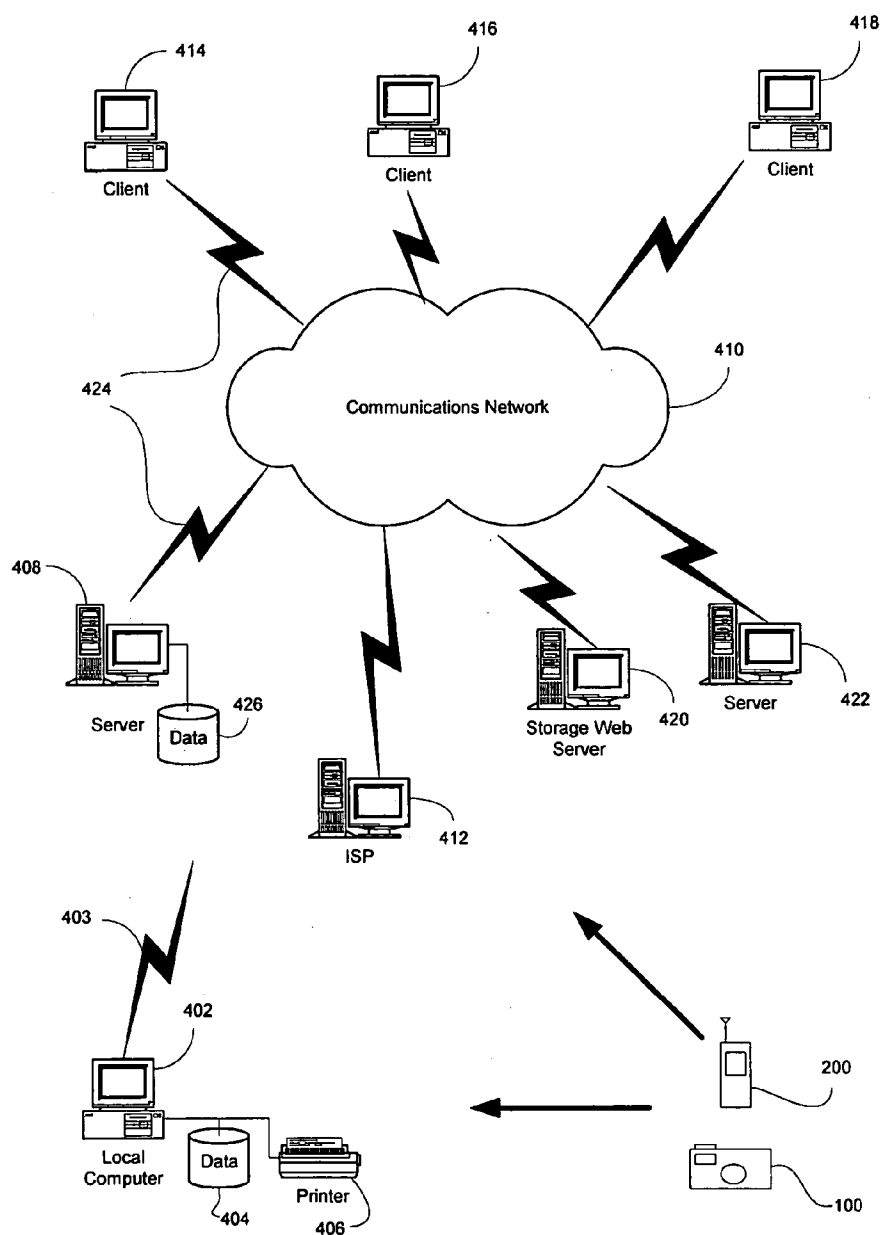 414
416
418
Client
Client
Client
410
Communications Network
424
408
Server
426
Data
420
Storage Web
Server
Server
422
412
ISP
403
402
200
Local
Computer
Data
404
Printer
406
100